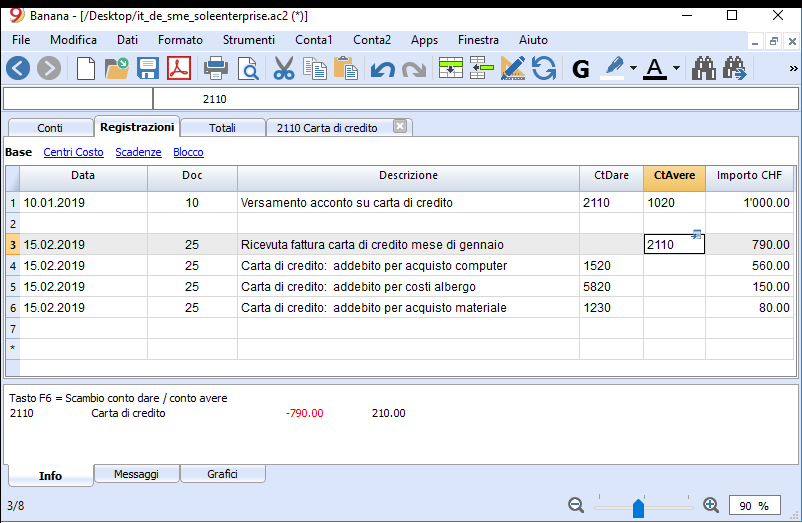 Banana - [/Desktop/it_de_sme_soleenterprise.ac2 (*)]
File Modifica Dati Formato Strumenti Conta1 Conta2 Apps Finestra Aiuto
G A »
2110
Conti Registrazioni Totali 2110 Carta di credito
Base Centri Costo Scadenze Blocco
Data Doc Descrizione CtDare CtAvere Importo CHF
1 10.01.2019 10 Versamento acconto su carta di credito 2110 1020 1'000.00
2
3 15.02.2019 25 Ricevuta fattura carta di credito mese di gennaio 2110 790.00
4 15.02.2019 25 Carta di credito: addebito per acquisto computer 1520 560.00
5 15.02.2019 25 Carta di credito: addebito per costi albergo 5820 150.00
6 15.02.2019 25 Carta di credito: addebito per acquisto materiale 1230 80.00
7
*
Tasto F6 = Scambio conto dare / conto avere
2110 Carta di credito -790.00 210.00
Info Messaggi Grafici
3/8 90 %